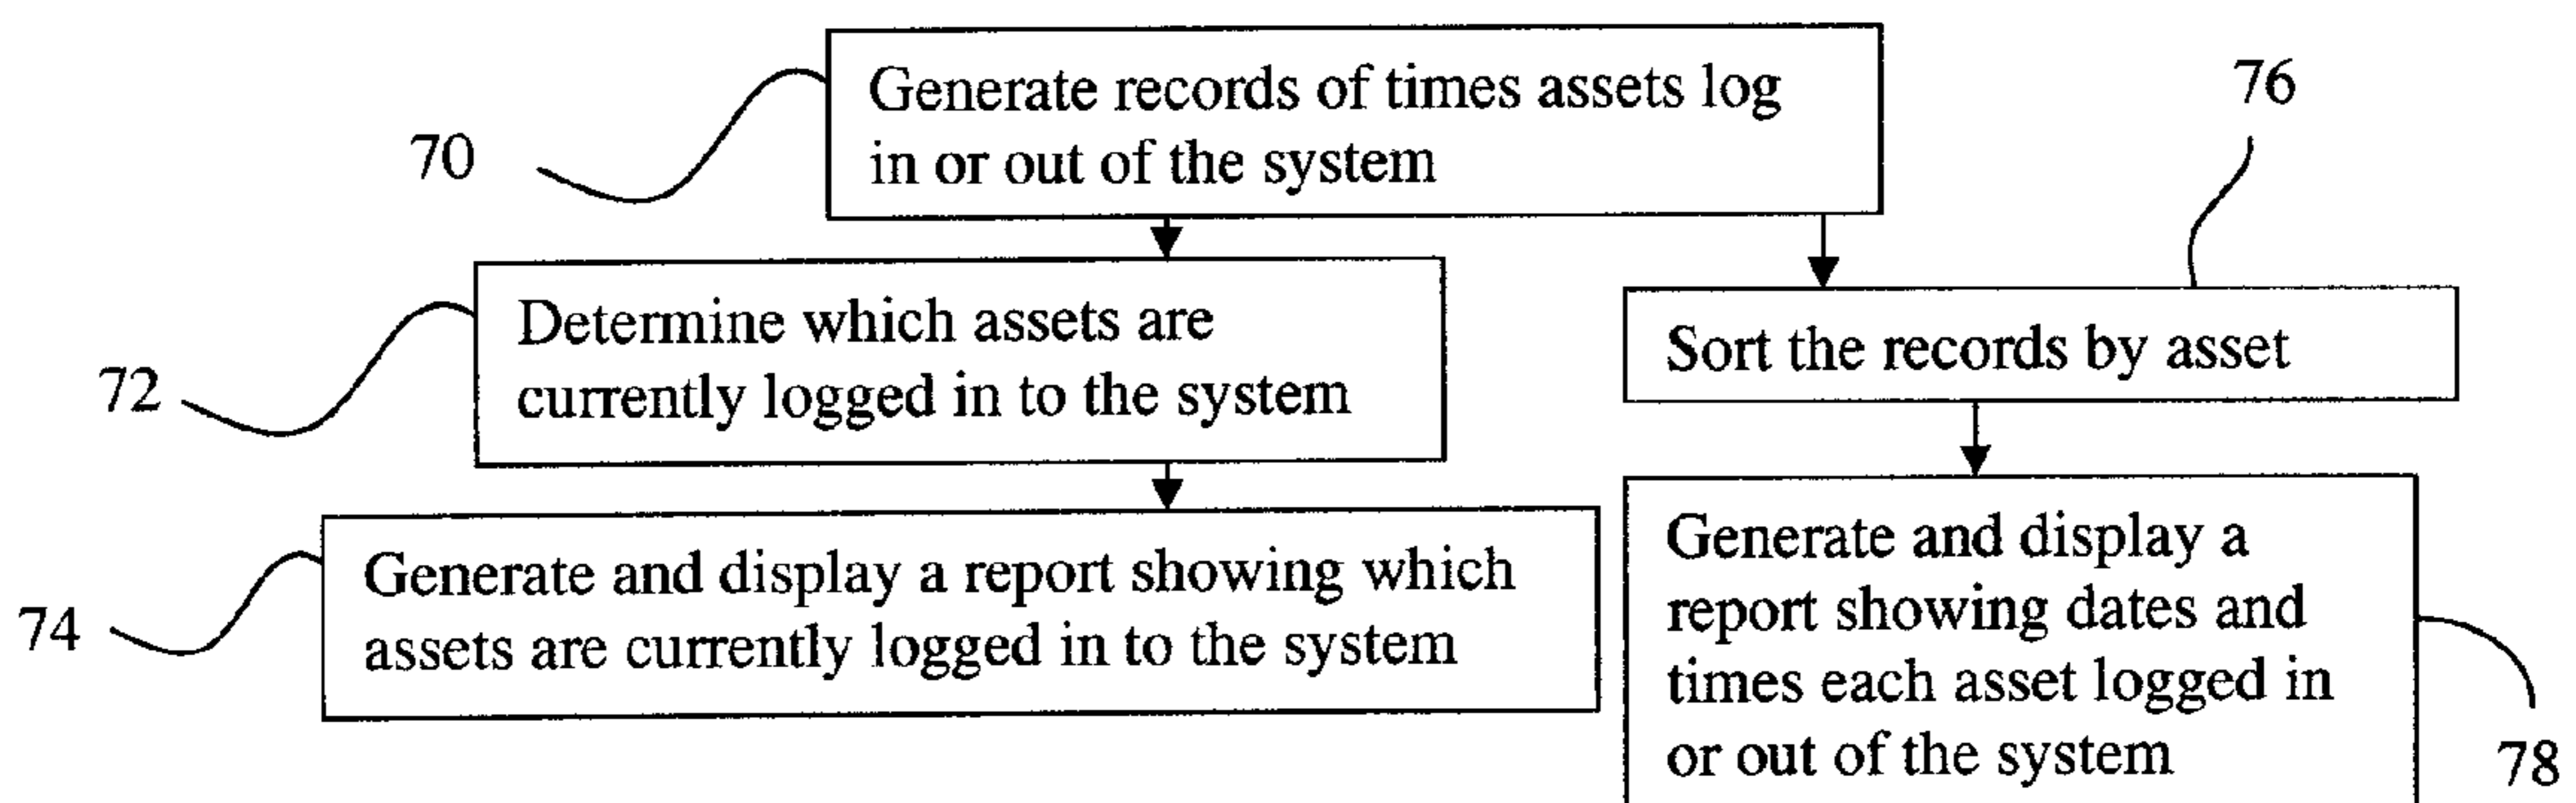 Generate records of times assets log
in or out of the system
70
76
Determine which assets are
currently logged in to the system
72
Sort the records by asset
Generate and display a report showing which
assets are currently logged in to the system
74
Generate and display a
report showing dates and
times each asset logged in
or out of the system
78